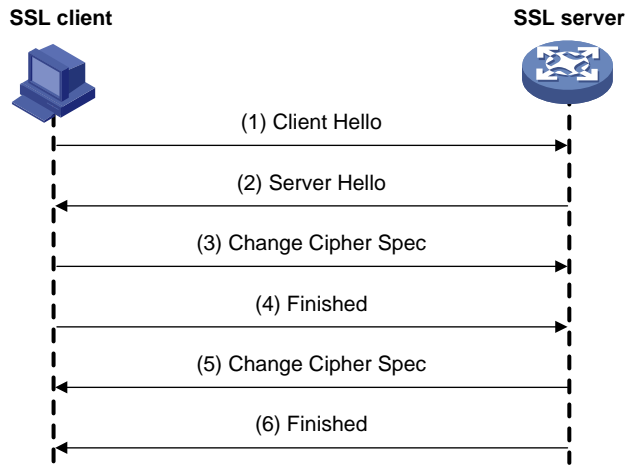 SSL client
SSL server
(1) Client Hello
(2) Server Hello
(3) Change Cipher Spec
(4) Finished
(5) Change Cipher Spec
(6) Finished